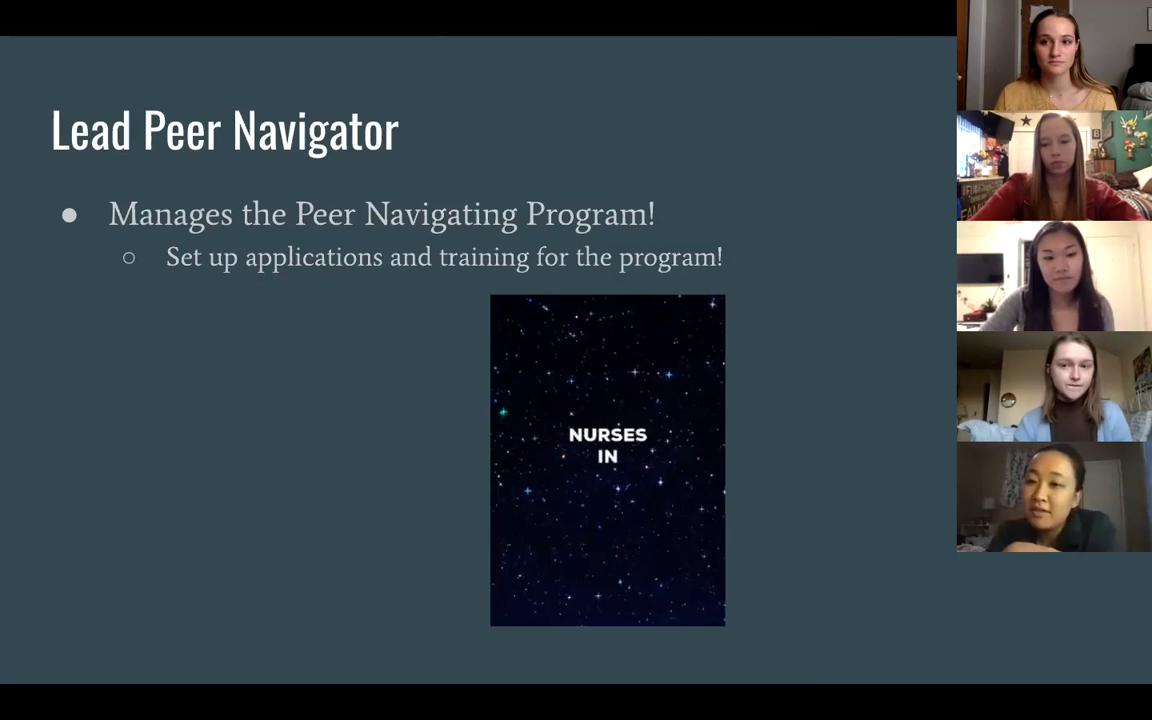 Lead Peer Navigator
● Manages the Peer Navigating Program!
○ Set up applications and training for the program!
NURSES
IN